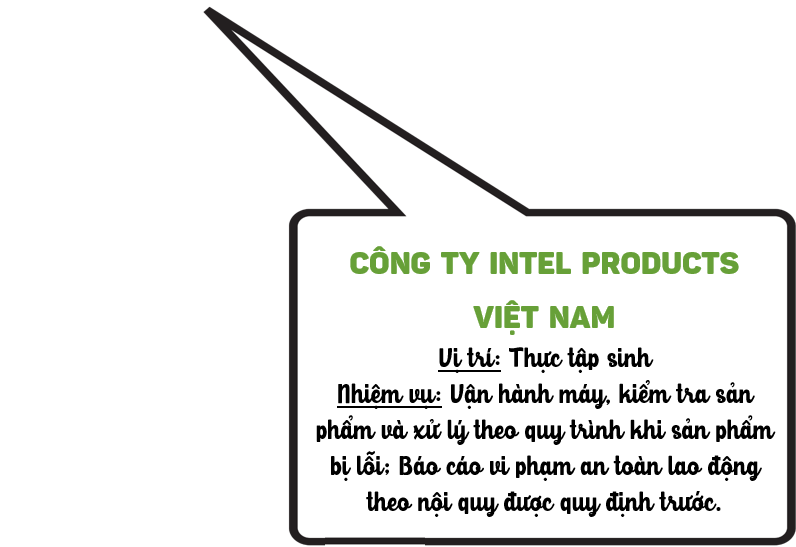 CÔNG TY INTEL PRODUCTS
VIỆT NAM
Vị trí: Thực tập sinh
Nhiệm vụ: Vận hành máy, kiểm tra sản
phẩm và xử lý theo quy trình khi sản phẩm
bị lỗi; Báo cáo vi phạm an toàn lao động
theo nội quy được quy định trước.